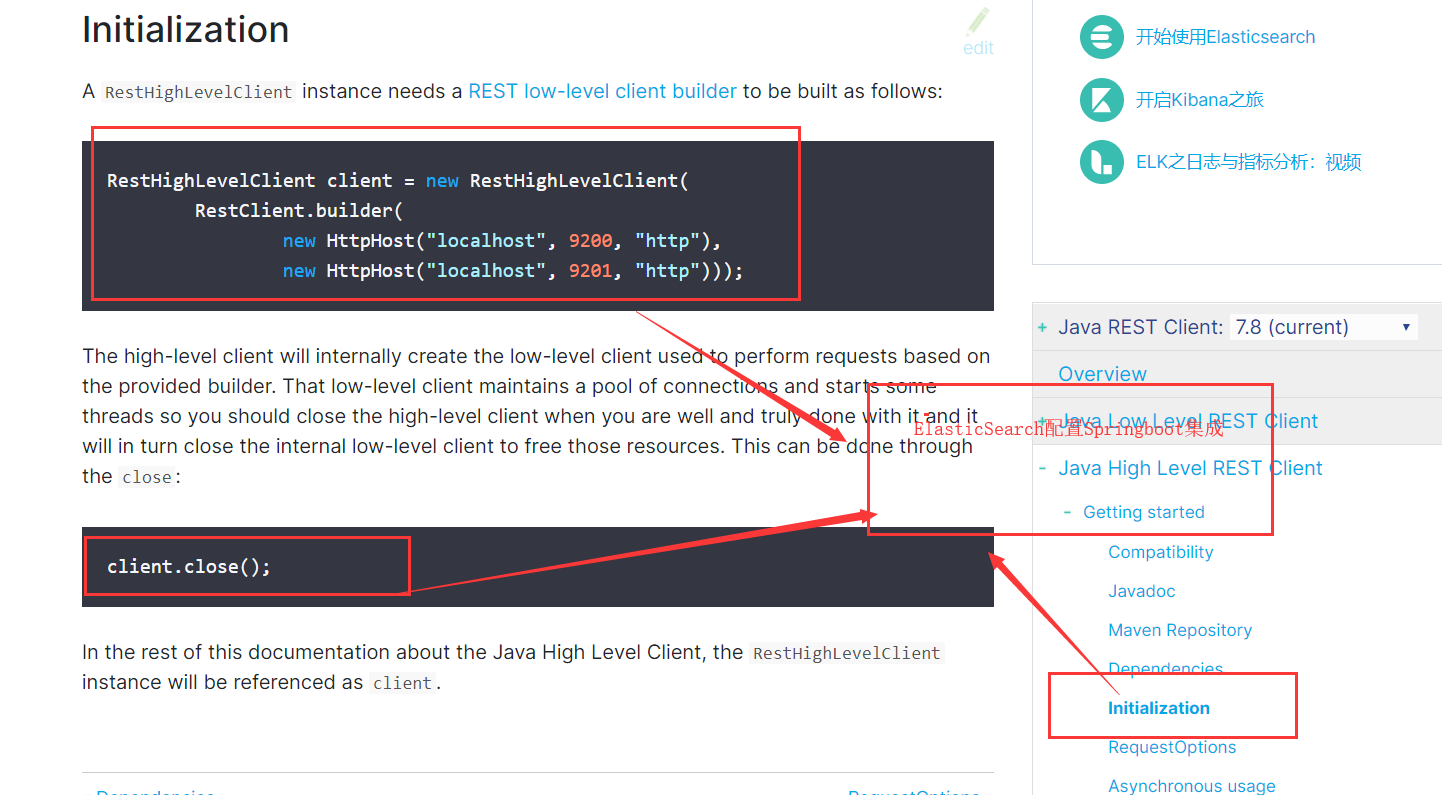 Initialization
edit
A RestHighLevelClient instance needs a REST low-level client builder to be built as follows:
RestHighLevelClient client = new RestHighLevelClient(
RestClient.builder(
new HttpHost("localhost", 9200, "http"),
new HttpHost("localhost", 9201, "http")));
The high-level client will internally create the low-level client used to perform requests based on
the provided builder. That low-level client maintains a pool of connections and starts some
threads so you should close the high-level client when you are well and truly done with it and it
will in turn close the internal low-level client to free those resources. This can be done through
the close:
client.close();
In the rest of this documentation about the Java High Level Client, the RestHighLevelClient
instance will be referenced as client.
Dependencies
RequestOptions
开始使用Elasticsearch
开启Kibana之旅
ELK之日志与指标分析：视频
+ Java REST Client: 7.8 (current)
Overview
+ Java Low Level REST Client
ElasticSearch配置Springboot集成
- Java High Level REST Client
- Getting started
Compatibility
Javadoc
Maven Repository
Dependencies
Initialization
RequestOptions
Asynchronous usage